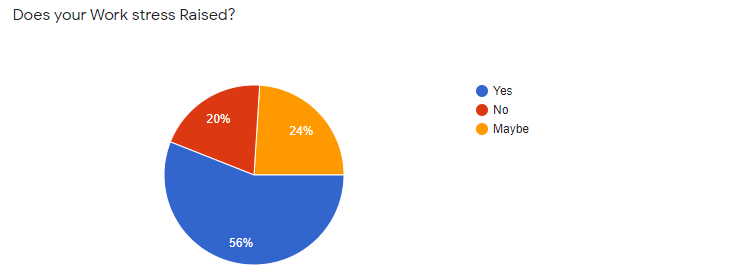 Does your Work stress Raised?
Yes
No
Maybe
20%
24%
56%